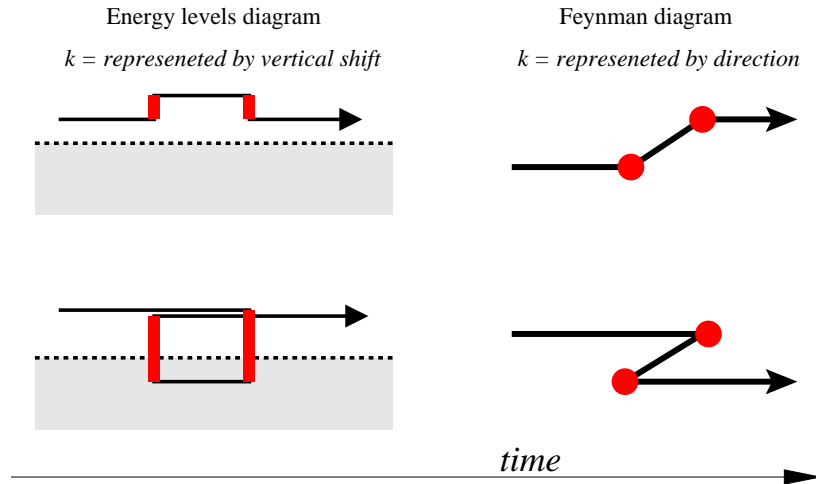 Energy levels diagram
k = represeneted by vertical shift
Feynman diagram
k = represeneted by direction
time